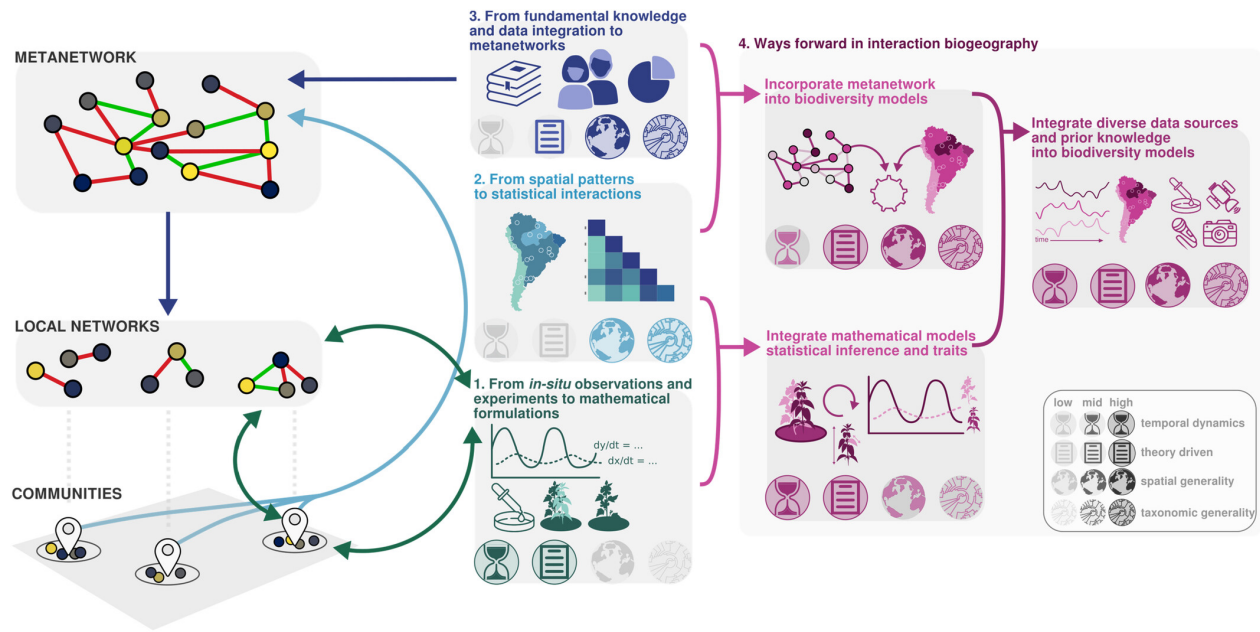 METANETWORK
LOCAL NETWORKS
COMMUNITIES
3. From fundamental knowledge
and data integration to
metanetworks
2. From spatial patterns
to statistical interactions
1. From in-situ observations and
experiments to mathematical
formulations
dy/dt = ...
dx/dt = ...
4. Ways forward in interaction biogeography
Incorporate metanetwork
into biodiversity models
Integrate mathematical models
statistical inference and traits
Integrate diverse data sources
and prior knowledge
into biodiversity models
time
low mid high
temporal dynamics
theory driven
spatial generality
taxonomic generality